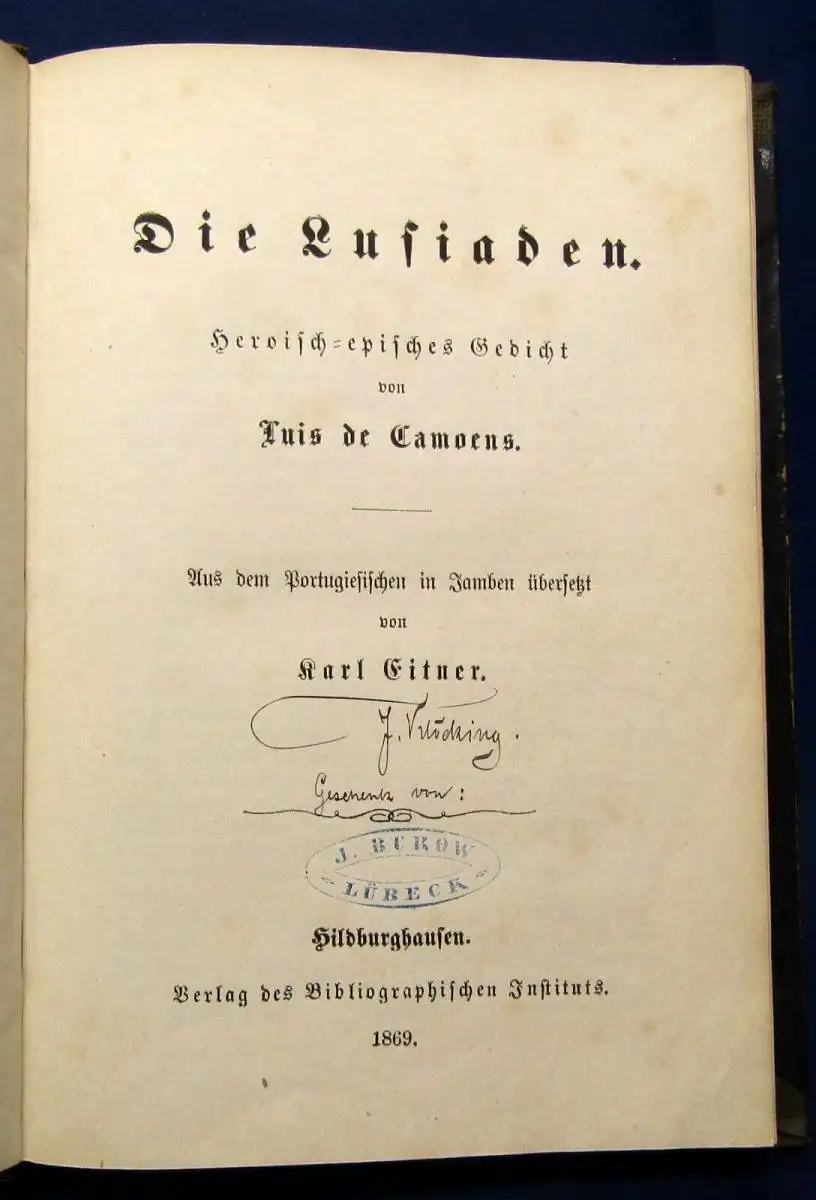 Die Luſiaden.
Heroiſch-epiſches Gedicht
von
Luis de Camoens.
Aus dem Portugieſiſchen in Jamben überſetzt
von
Karl Eitner.
J.
Geschenk von:
J. BUROW
LÜBECK
Hildburghauſen.
Verlag des Bibliographiſchen Inſtituts.
1869.